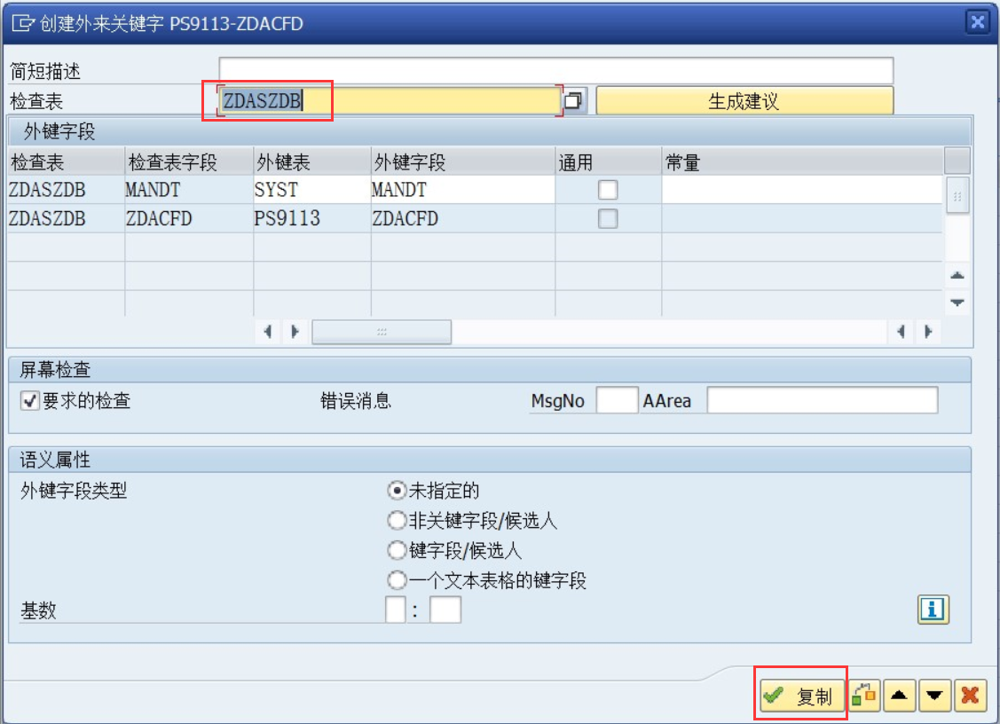 创建外来关键字 PS9113-ZDACFD
简短描述
检查表 ZDASZDB 生成建议
外键字段
检查表 检查表字段 外键表 外键字段 通用 常量
ZDASZDB MANDT SYST MANDT
ZDASZDB ZDACFD PS9113 ZDACFD
屏幕检查
要求的检查 错误消息 MsgNo AArea
语义属性
外键字段类型 未指定的
非关键字段/候选人
键字段/候选人
一个文本表格的键字段
基数 :
复制